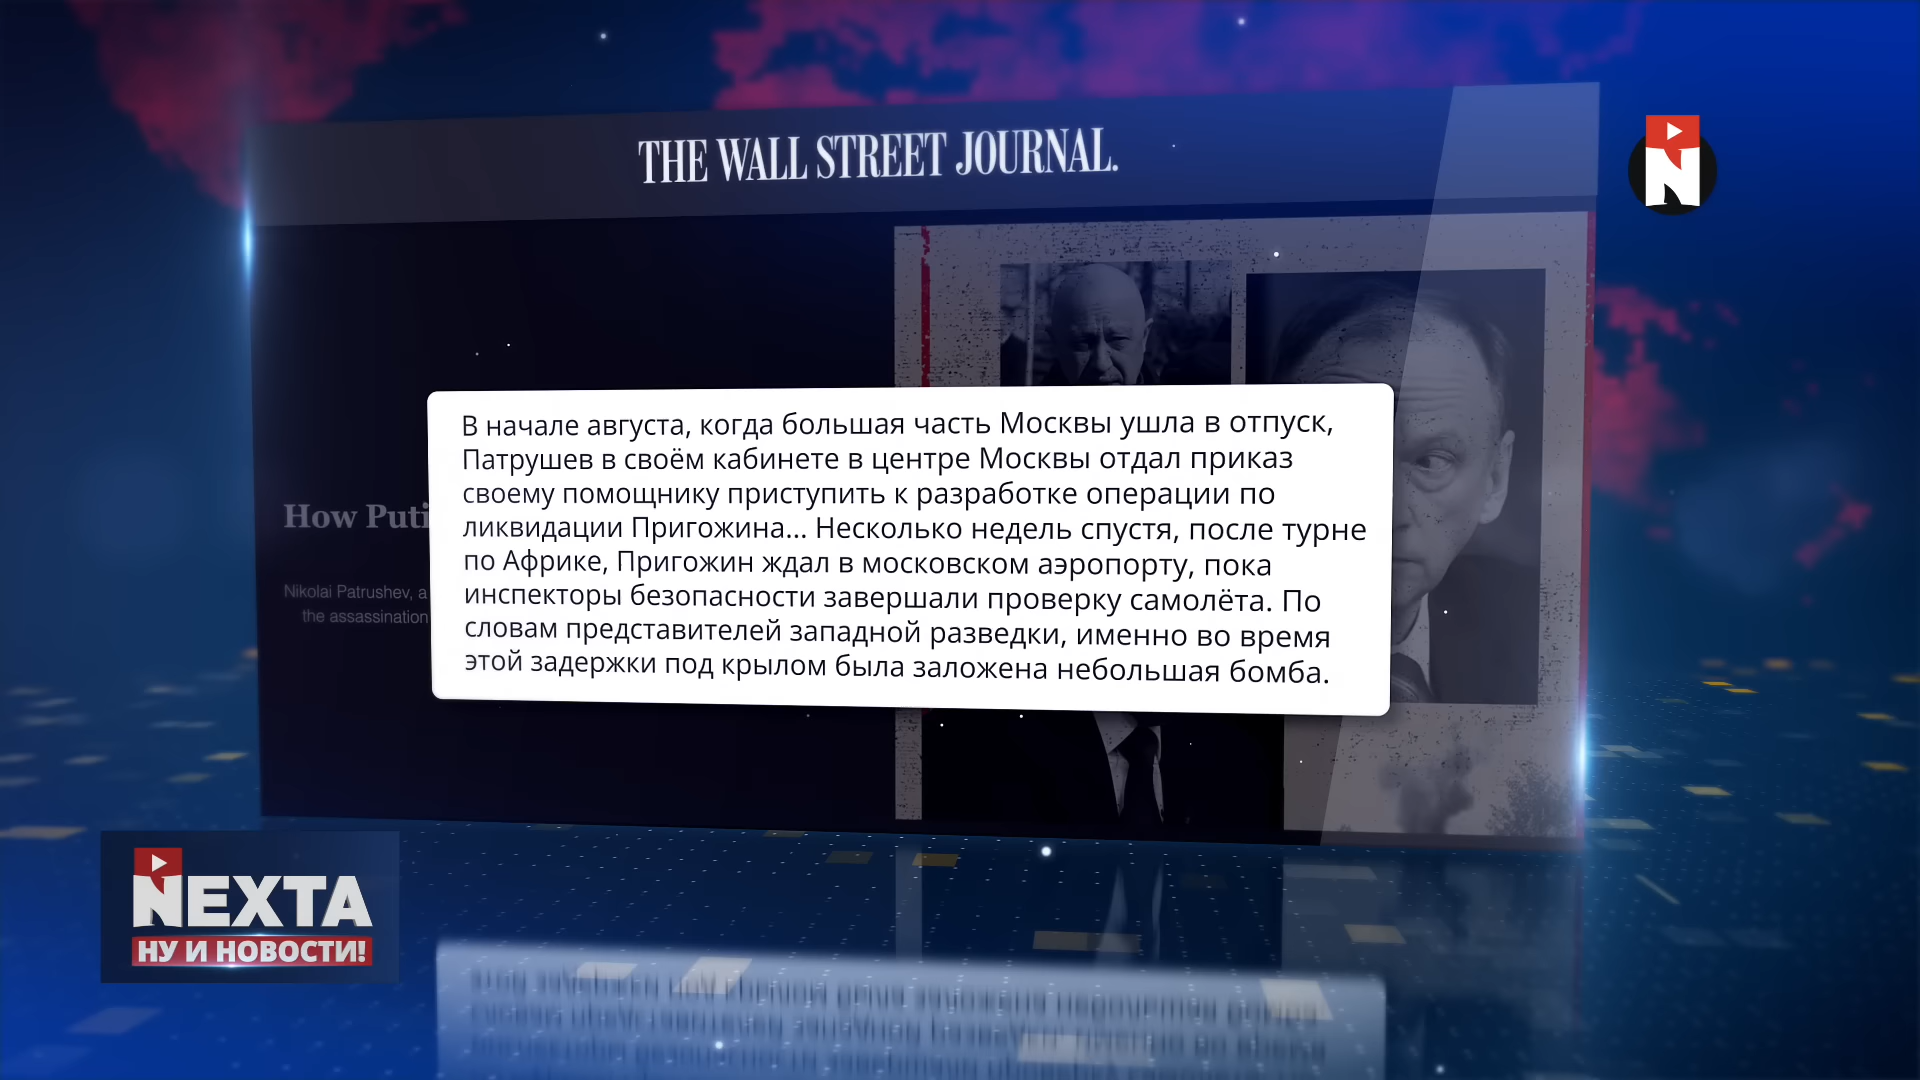 THE WALL STREET JOURNAL.
В начале августа, когда большая часть Москвы ушла в отпуск,
Патрушев в своём кабинете в центре Москвы отдал приказ
своему помощнику приступить к разработке операции по
ликвидации Пригожина... Несколько недель спустя, после турне
по Африке, Пригожин ждал в московском аэропорту, пока
инспекторы безопасности завершали проверку самолёта. По
словам представителей западной разведки, именно во время
этой задержки под крылом была заложена небольшая бомба.
How Puti
Nikolai Patrushev, a
the assassination
NEXTA
НУ И НОВОСТИ!
N